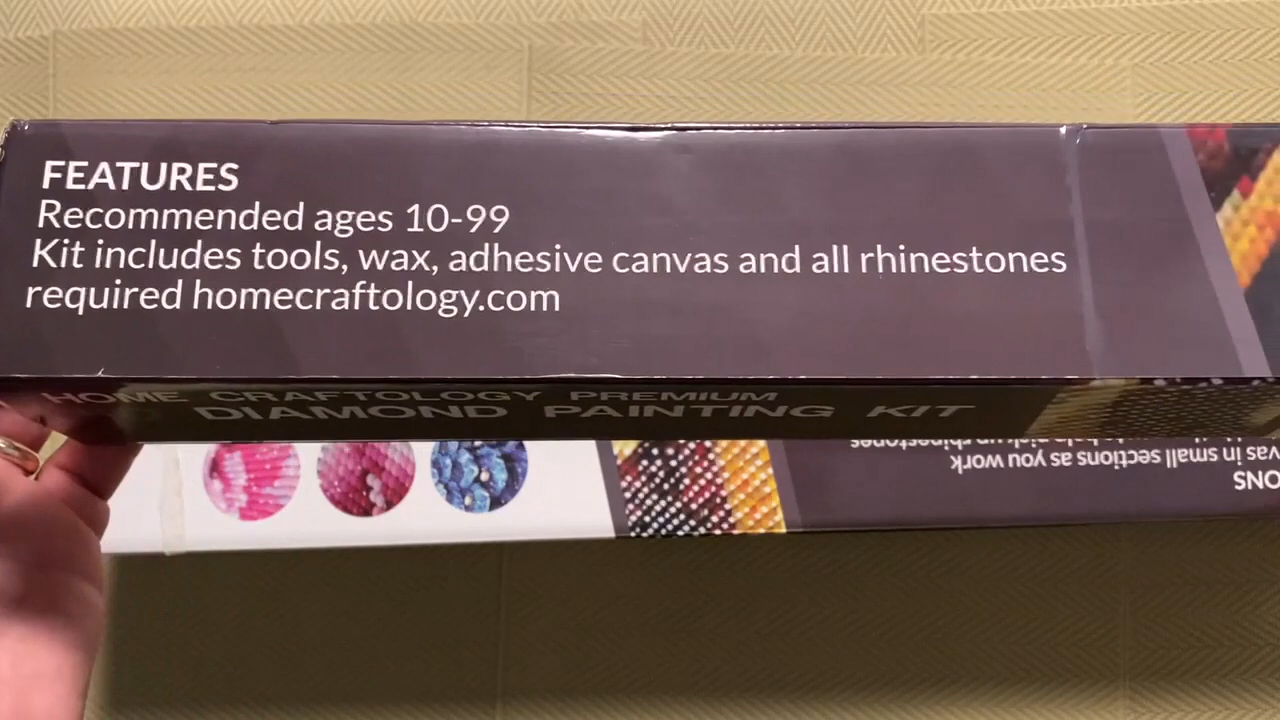 FEATURES
Recommended ages 10-99
Kit includes tools, wax, adhesive canvas and all rhinestones
required homecraftology.com
HOME CRAFTOLOGY PREMIUM
DIAMOND PAINTING KIT
ONS
vas in small sections as you work
rhinestones